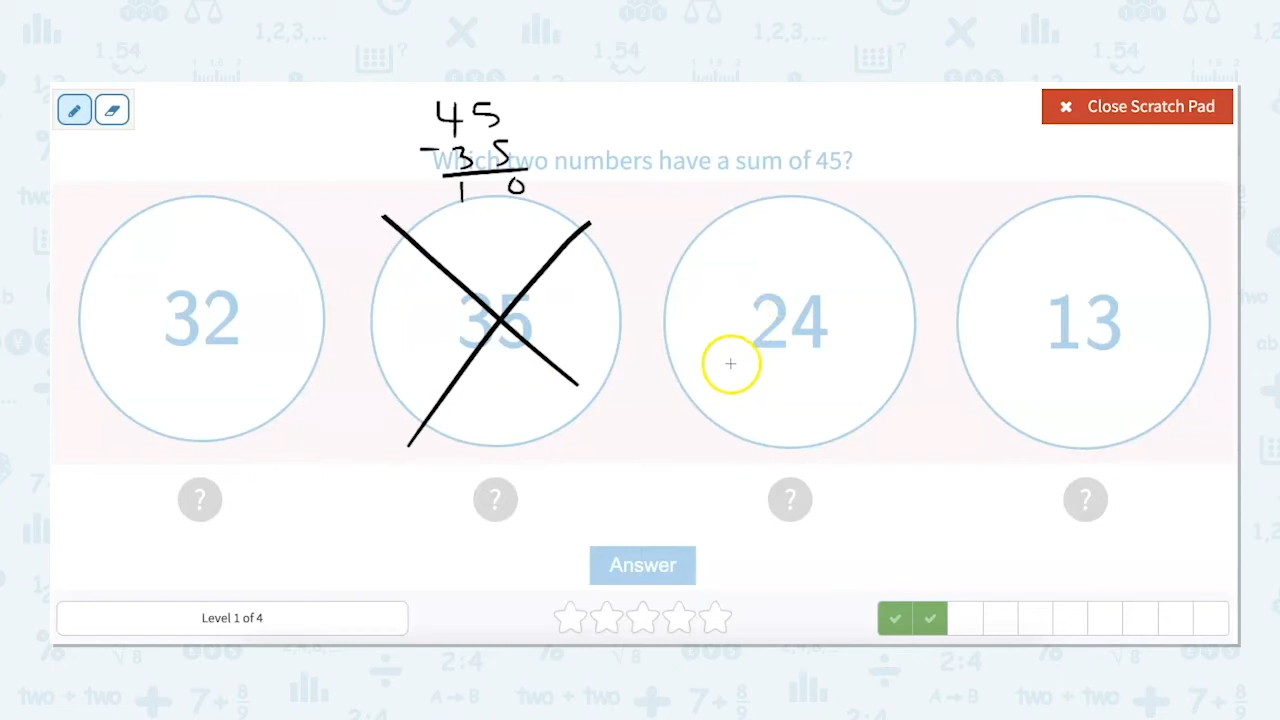 ✖ Close Scratch Pad
45
- 35
10
Which two numbers have a sum of 45?
32 35 24 13
? ? ? ?
Answer
Level 1 of 4